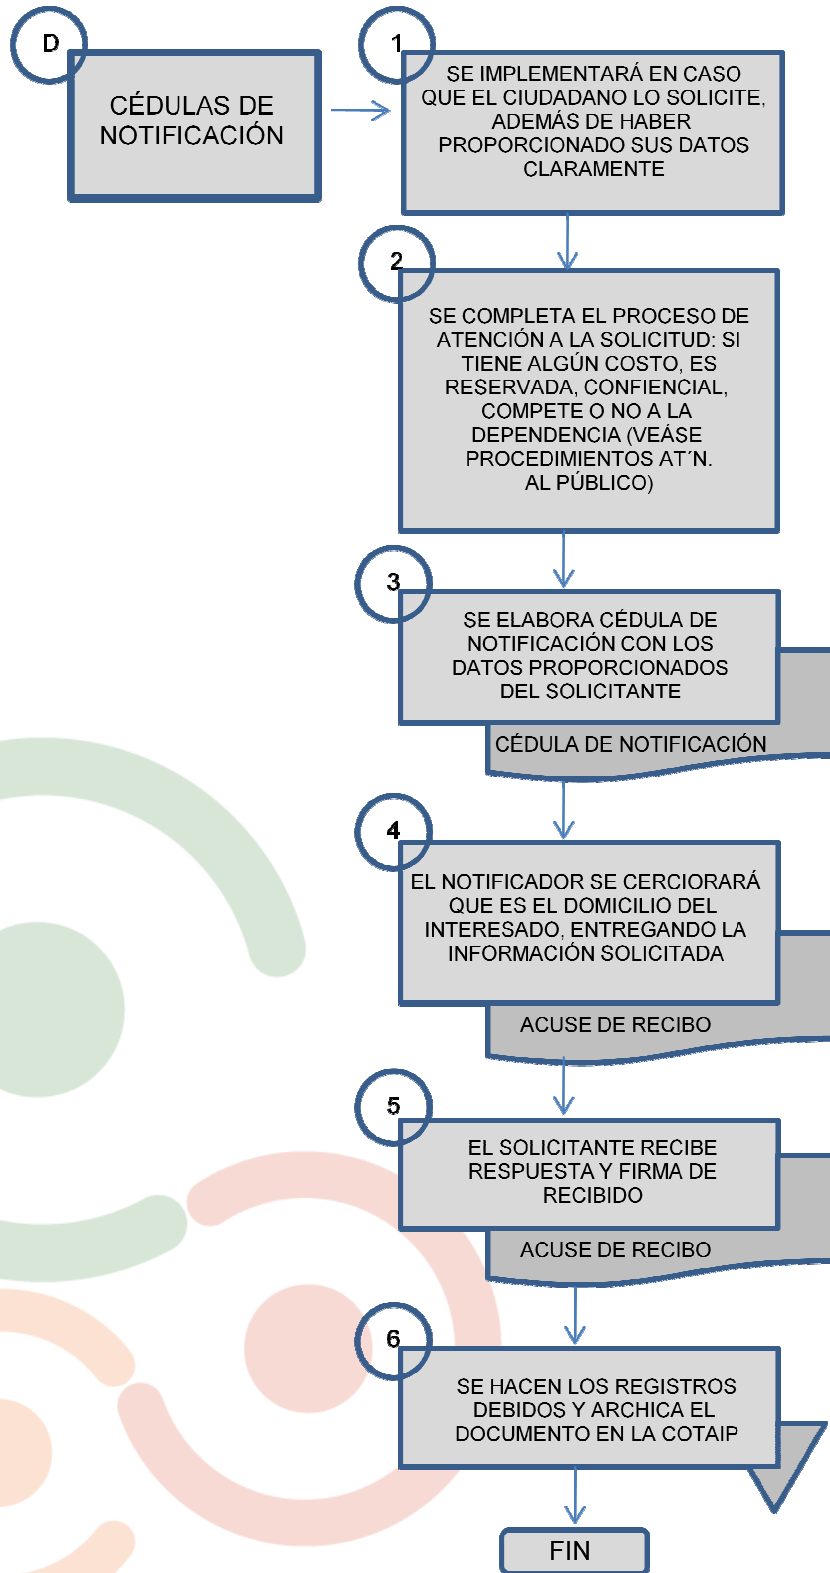 D
CÉDULAS DE
NOTIFICACIÓN
1
SE IMPLEMENTARÁ EN CASO
QUE EL CIUDADANO LO SOLICITE,
ADEMÁS DE HABER
PROPORCIONADO SUS DATOS
CLARAMENTE
2
SE COMPLETA EL PROCESO DE
ATENCIÓN A LA SOLICITUD: SI
TIENE ALGÚN COSTO, ES
RESERVADA, CONFIENCIAL,
COMPETE O NO A LA
DEPENDENCIA (VEÁSE
PROCEDIMIENTOS AT´N.
AL PÚBLICO)
3
SE ELABORA CÉDULA DE
NOTIFICACIÓN CON LOS
DATOS PROPORCIONADOS
DEL SOLICITANTE
CÉDULA DE NOTIFICACIÓN
4
EL NOTIFICADOR SE CERCIORARÁ
QUE ES EL DOMICILIO DEL
INTERESADO, ENTREGANDO LA
INFORMACIÓN SOLICITADA
ACUSE DE RECIBO
5
EL SOLICITANTE RECIBE
RESPUESTA Y FIRMA DE
RECIBIDO
ACUSE DE RECIBO
6
SE HACEN LOS REGISTROS
DEBIDOS Y ARCHICA EL
DOCUMENTO EN LA COTAIP
FIN